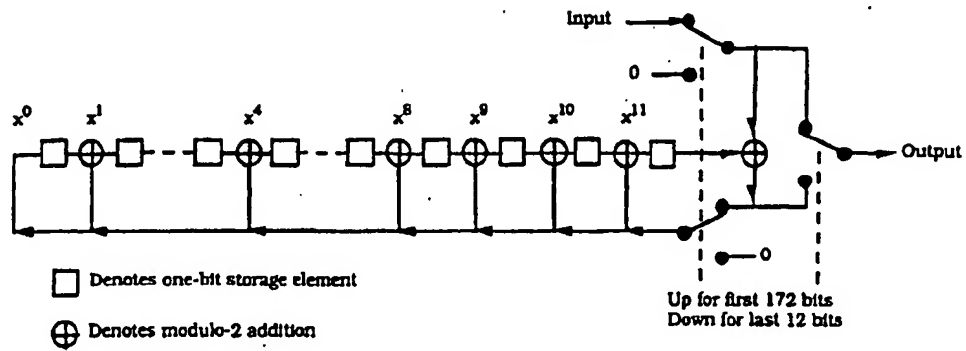 Input
0
x⁰ x¹ x⁴ x⁸ x⁹ x¹⁰ x¹¹
Output
0
Denotes one-bit storage element
Denotes modulo-2 addition
Up for first 172 bits
Down for last 12 bits